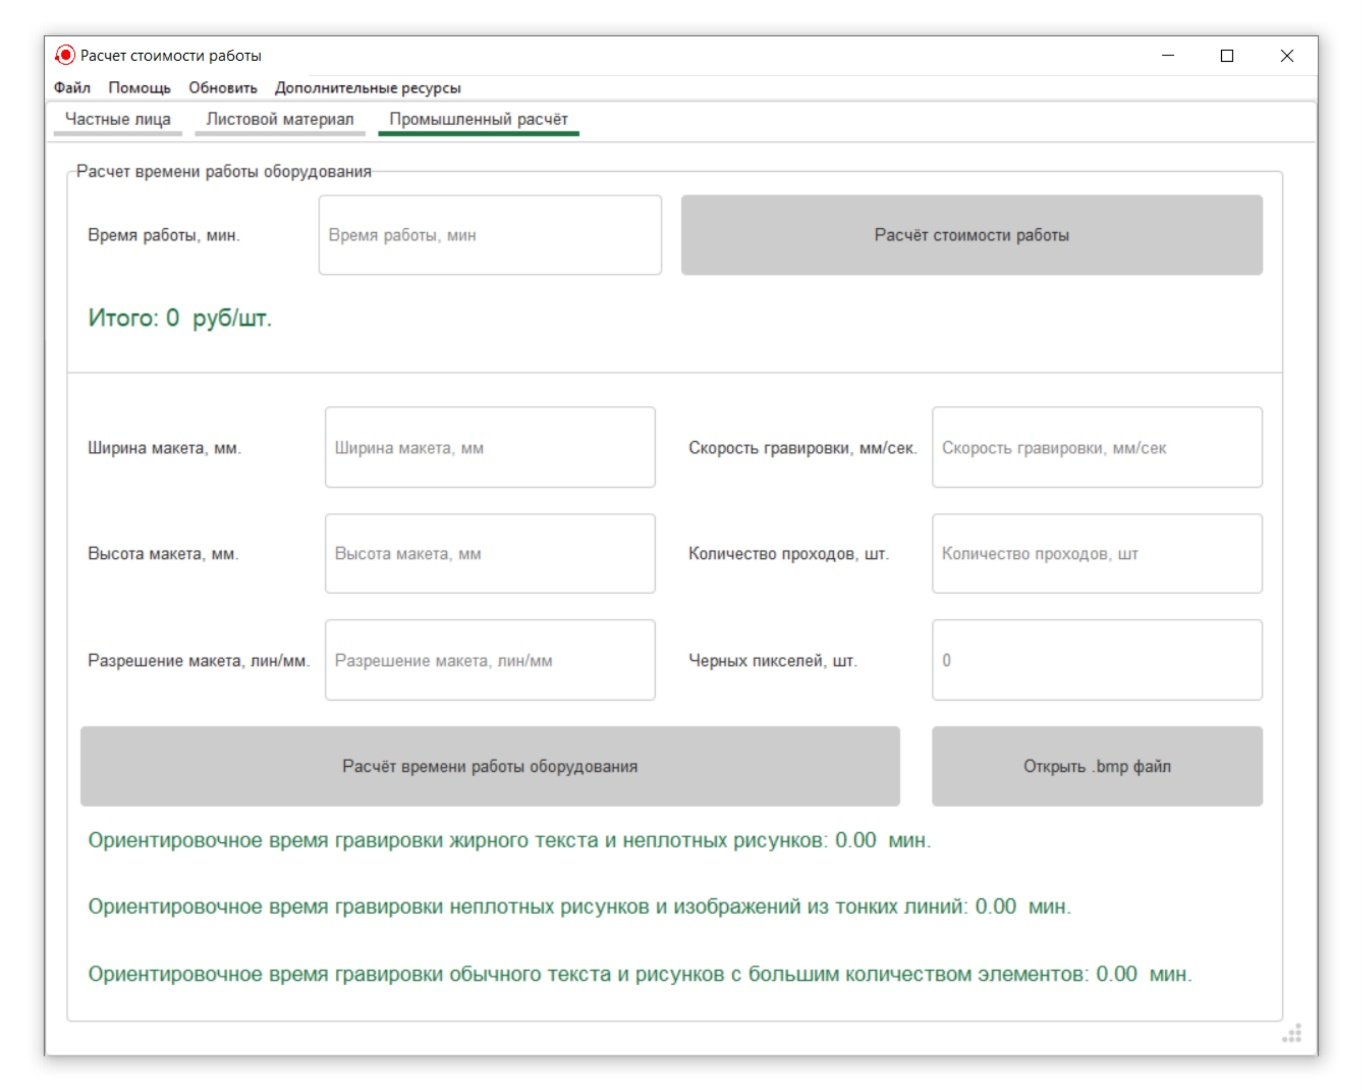 Расчет стоимости работы
Файл Помощь Обновить Дополнительные ресурсы
Частные лица Листовой материал Промышленный расчёт
Расчет времени работы оборудования
Время работы, мин. Время работы, мин Расчёт стоимости работы
Итого: 0 руб/шт.
Ширина макета, мм. Ширина макета, мм Скорость гравировки, мм/сек. Скорость гравировки, мм/сек
Высота макета, мм. Высота макета, мм Количество проходов, шт. Количество проходов, шт
Разрешение макета, лин/мм. Разрешение макета, лин/мм Черных пикселей, шт. 0
Расчёт времени работы оборудования Открыть .bmp файл
Ориентировочное время гравировки жирного текста и неплотных рисунков: 0.00 мин.
Ориентировочное время гравировки неплотных рисунков и изображений из тонких линий: 0.00 мин.
Ориентировочное время гравировки обычного текста и рисунков с большим количеством элементов: 0.00 мин.